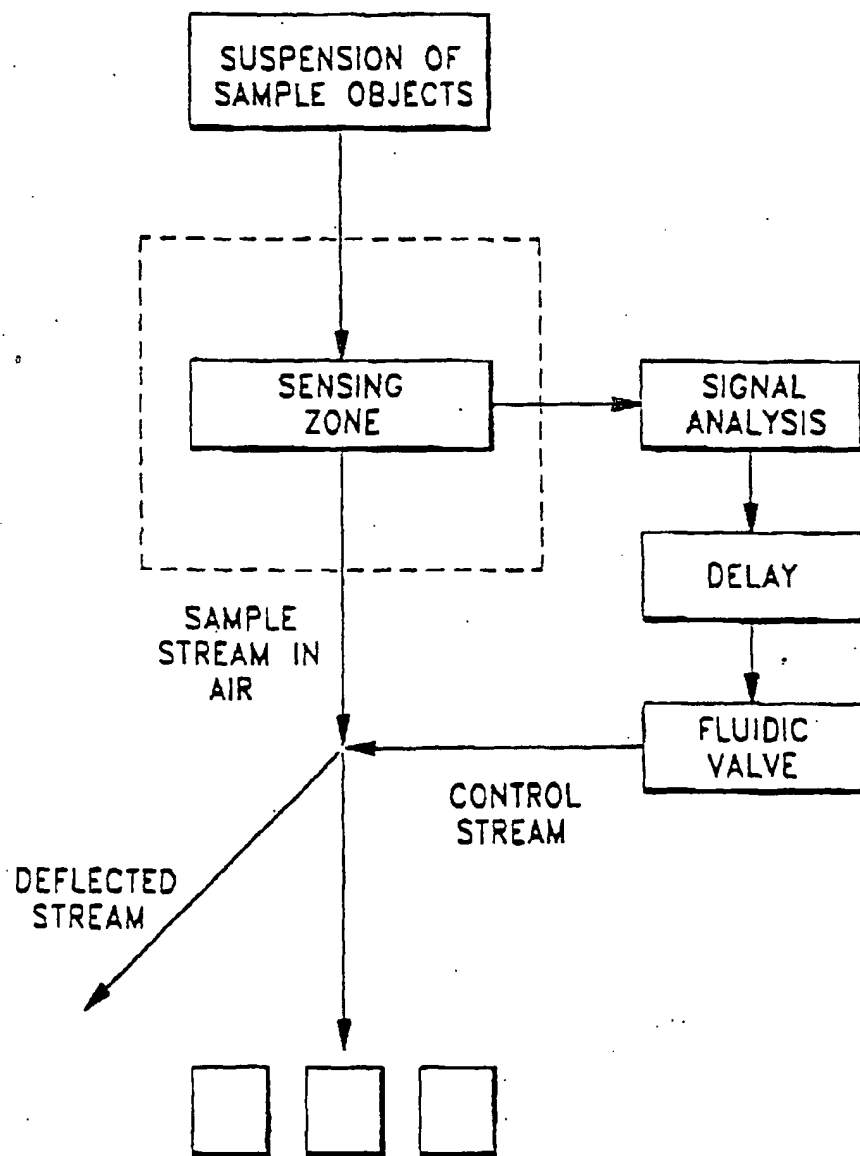 SUSPENSION OF
SAMPLE OBJECTS
SENSING
ZONE
SIGNAL
ANALYSIS
DELAY
SAMPLE
STREAM IN
AIR
FLUIDIC
VALVE
CONTROL
STREAM
DEFLECTED
STREAM